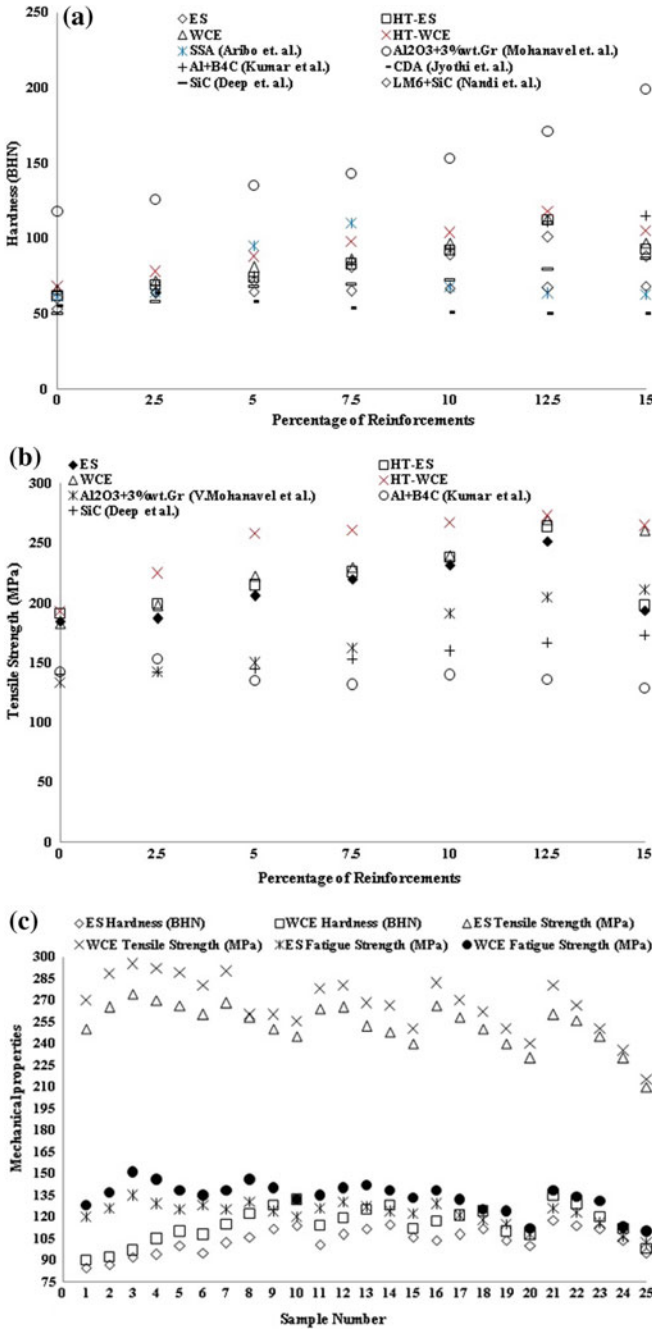 (a)
ES
HT-ES
WCE
HT-WCE
SSA (Aribo et. al.)
Al2O3+3%wt.Gr (Mohanavel et. al.)
Al+B4C (Kumar et al.)
CDA (Jyothi et. al.)
SiC (Deep et. al.)
LM6+SiC (Nandi et. al.)
250
200
150
100
50
0
Hardness (BHN)
0 2.5 5 7.5 10 12.5 15
Percentage of Reinforcements
(b)
ES
HT-ES
WCE
HT-WCE
Al2O3+3%wt.Gr (V.Mohanavel et al.)
Al+B4C (Kumar et al.)
SiC (Deep et al.)
300
250
200
150
100
50
0
Tensile Strength (MPa)
0 2.5 5 7.5 10 12.5 15
Percentage of Reinforcements
(c)
ES Hardness (BHN)
WCE Hardness (BHN)
ES Tensile Strength (MPa)
WCE Tensile Strength (MPa)
ES Fatigue Strength (MPa)
WCE Fatigue Strength (MPa)
300
285
270
255
240
225
210
195
180
165
150
135
120
105
90
75
Mechanical properties
0 1 2 3 4 5 6 7 8 9 10 11 12 13 14 15 16 17 18 19 20 21 22 23 24 25
Sample Number